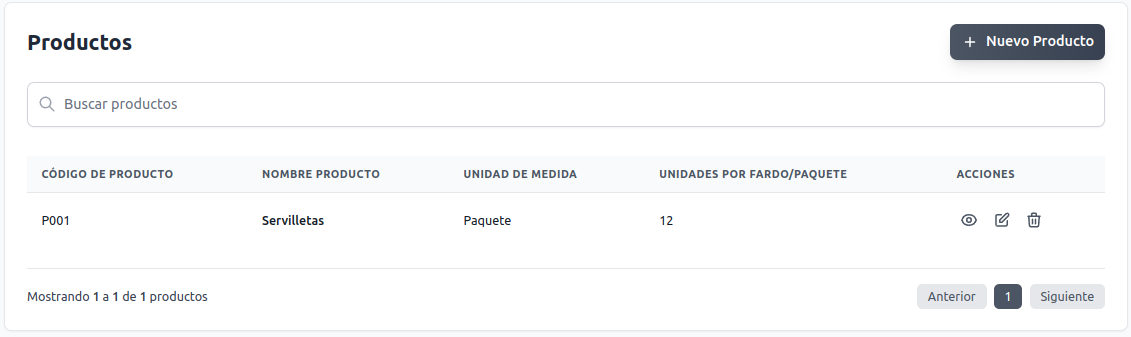 Productos
+ Nuevo Producto
Buscar productos
CÓDIGO DE PRODUCTO NOMBRE PRODUCTO UNIDAD DE MEDIDA UNIDADES POR FARDO/PAQUETE ACCIONES
P001 Servilletas Paquete 12
Mostrando 1 a 1 de 1 productos
Anterior 1 Siguiente